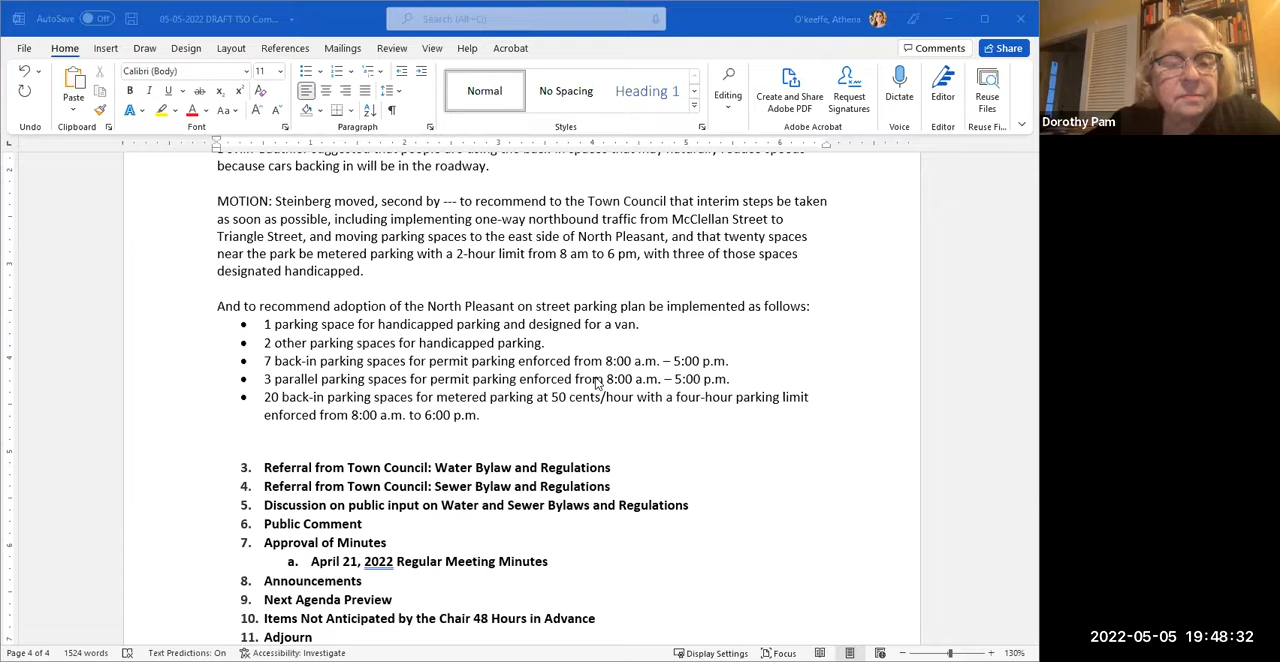 AutoSave Off 05-05-2022 DRAFT TSO Com... Search (Alt+Q) O'keeffe, Athena
File Home Insert Draw Design Layout References Mailings Review View Help Acrobat Comments Share
Calibri (Body) 11
Paste
Normal No Spacing Heading 1
Editing
Create and Share Adobe PDF
Request Signatures
Dictate
Editor
Reuse Files
Undo Clipboard Font Paragraph Styles Adobe Acrobat Voice Editor Reuse Fi...
Dorothy Pam
because cars backing in will be in the roadway.
MOTION: Steinberg moved, second by --- to recommend to the Town Council that interim steps be taken
as soon as possible, including implementing one-way northbound traffic from McClellan Street to
Triangle Street, and moving parking spaces to the east side of North Pleasant, and that twenty spaces
near the park be metered parking with a 2-hour limit from 8 am to 6 pm, with three of those spaces
designated handicapped.
And to recommend adoption of the North Pleasant on street parking plan be implemented as follows:
• 1 parking space for handicapped parking and designed for a van.
• 2 other parking spaces for handicapped parking.
• 7 back-in parking spaces for permit parking enforced from 8:00 a.m. – 5:00 p.m.
• 3 parallel parking spaces for permit parking enforced from 8:00 a.m. – 5:00 p.m.
• 20 back-in parking spaces for metered parking at 50 cents/hour with a four-hour parking limit
enforced from 8:00 a.m. to 6:00 p.m.
3. Referral from Town Council: Water Bylaw and Regulations
4. Referral from Town Council: Sewer Bylaw and Regulations
5. Discussion on public input on Water and Sewer Bylaws and Regulations
6. Public Comment
7. Approval of Minutes
a. April 21, 2022 Regular Meeting Minutes
8. Announcements
9. Next Agenda Preview
10. Items Not Anticipated by the Chair 48 Hours in Advance
11. Adjourn
2022-05-05 19:48:32
Page 4 of 4 1524 words Text Predictions: On Accessibility: Investigate Display Settings Focus 130%